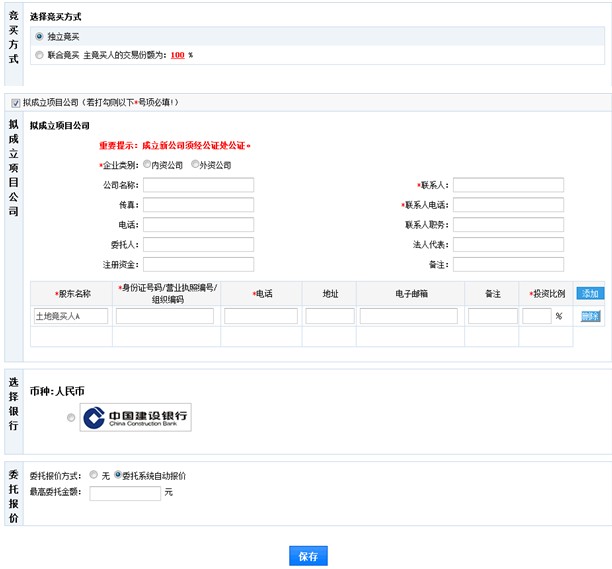 竞买方式
选择竞买方式
独立竞买
联合竞买 主竞买人的交易份额为：100 %
拟成立项目公司（若打勾则以下*号项必填!）
拟成立项目公司
拟成立项目公司
重要提示：成立新公司须经公证处公证。
*企业类别： 内资公司 外资公司
公司名称： *联系人：
传真： *联系人电话：
电话： 联系人职务：
委托人： 法人代表：
注册资金： 备注：
*股东名称 *身份证号码/营业执照编号/组织编码 *电话 地址 电子邮箱 备注 *投资比例 添加
土地竞买人A % 删除
选择银行
币种:人民币
中国建设银行
China Construction Bank
委托报价
委托报价方式： 无 委托系统自动报价
最高委托金额： 元
保存